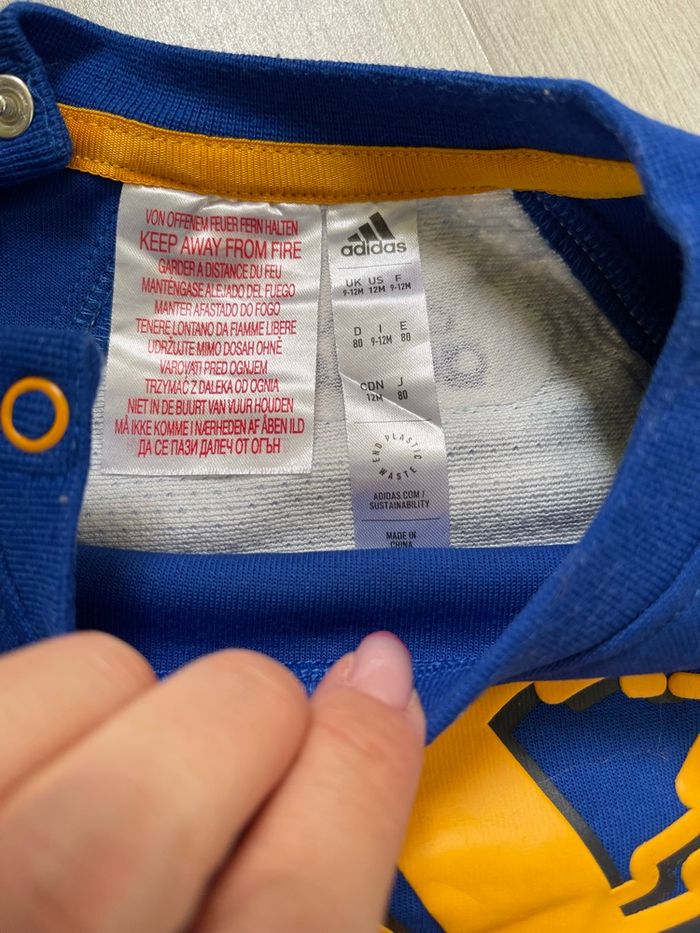 VON OFFENEM FEUER FERN HALTEN
KEEP AWAY FROM FIRE
GARDER A DISTANCE DU FEU
MANTÉNGASE ALEJADO DEL FUEGO
MANTER AFASTADO DO FOGO
TENERE LONTANO DA FIAMME LIBERE
UDRŽUJTE MIMO DOSAH OHNĚ
VAROVATI PRED OGNJEM
TRZYMAĆ Z DALEKA OD OGNIA
NIET IN DE BUURT VAN VUUR HOUDEN
MÅ IKKE KOMME I NÆRHEDEN AF ÅBEN ILD
ДА СЕ ПАЗИ ДАЛЕЧ ОТ ОГЪН
adidas
UK US F
9-12M 12M 9-12M
D I E
80 9-12M 80
CDN J
12M 80
END PLASTIC WASTE
ADIDAS.COM/
SUSTAINABILITY
MADE IN
CHINA